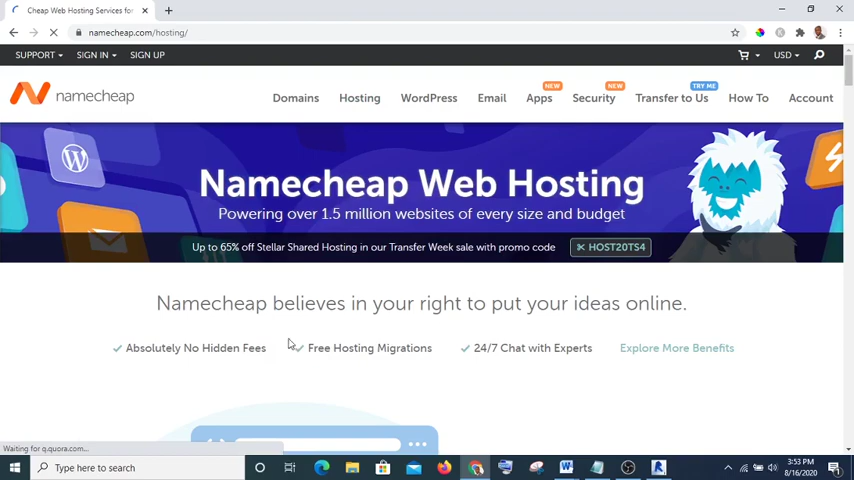 Cheap Web Hosting Services for
namecheap.com/hosting/
SUPPORT SIGN IN SIGN UP USD
namecheap
NEW NEW TRY ME
Domains Hosting WordPress Email Apps Security Transfer to Us How To Account
Namecheap Web Hosting
Powering over 1.5 million websites of every size and budget
Up to 65% off Stellar Shared Hosting in our Transfer Week sale with promo code HOST20TS4
Namecheap believes in your right to put your ideas online.
Absolutely No Hidden Fees Free Hosting Migrations 24/7 Chat with Experts Explore More Benefits
Waiting for q.quora.com...
Type here to search
3:53 PM
8/16/2020